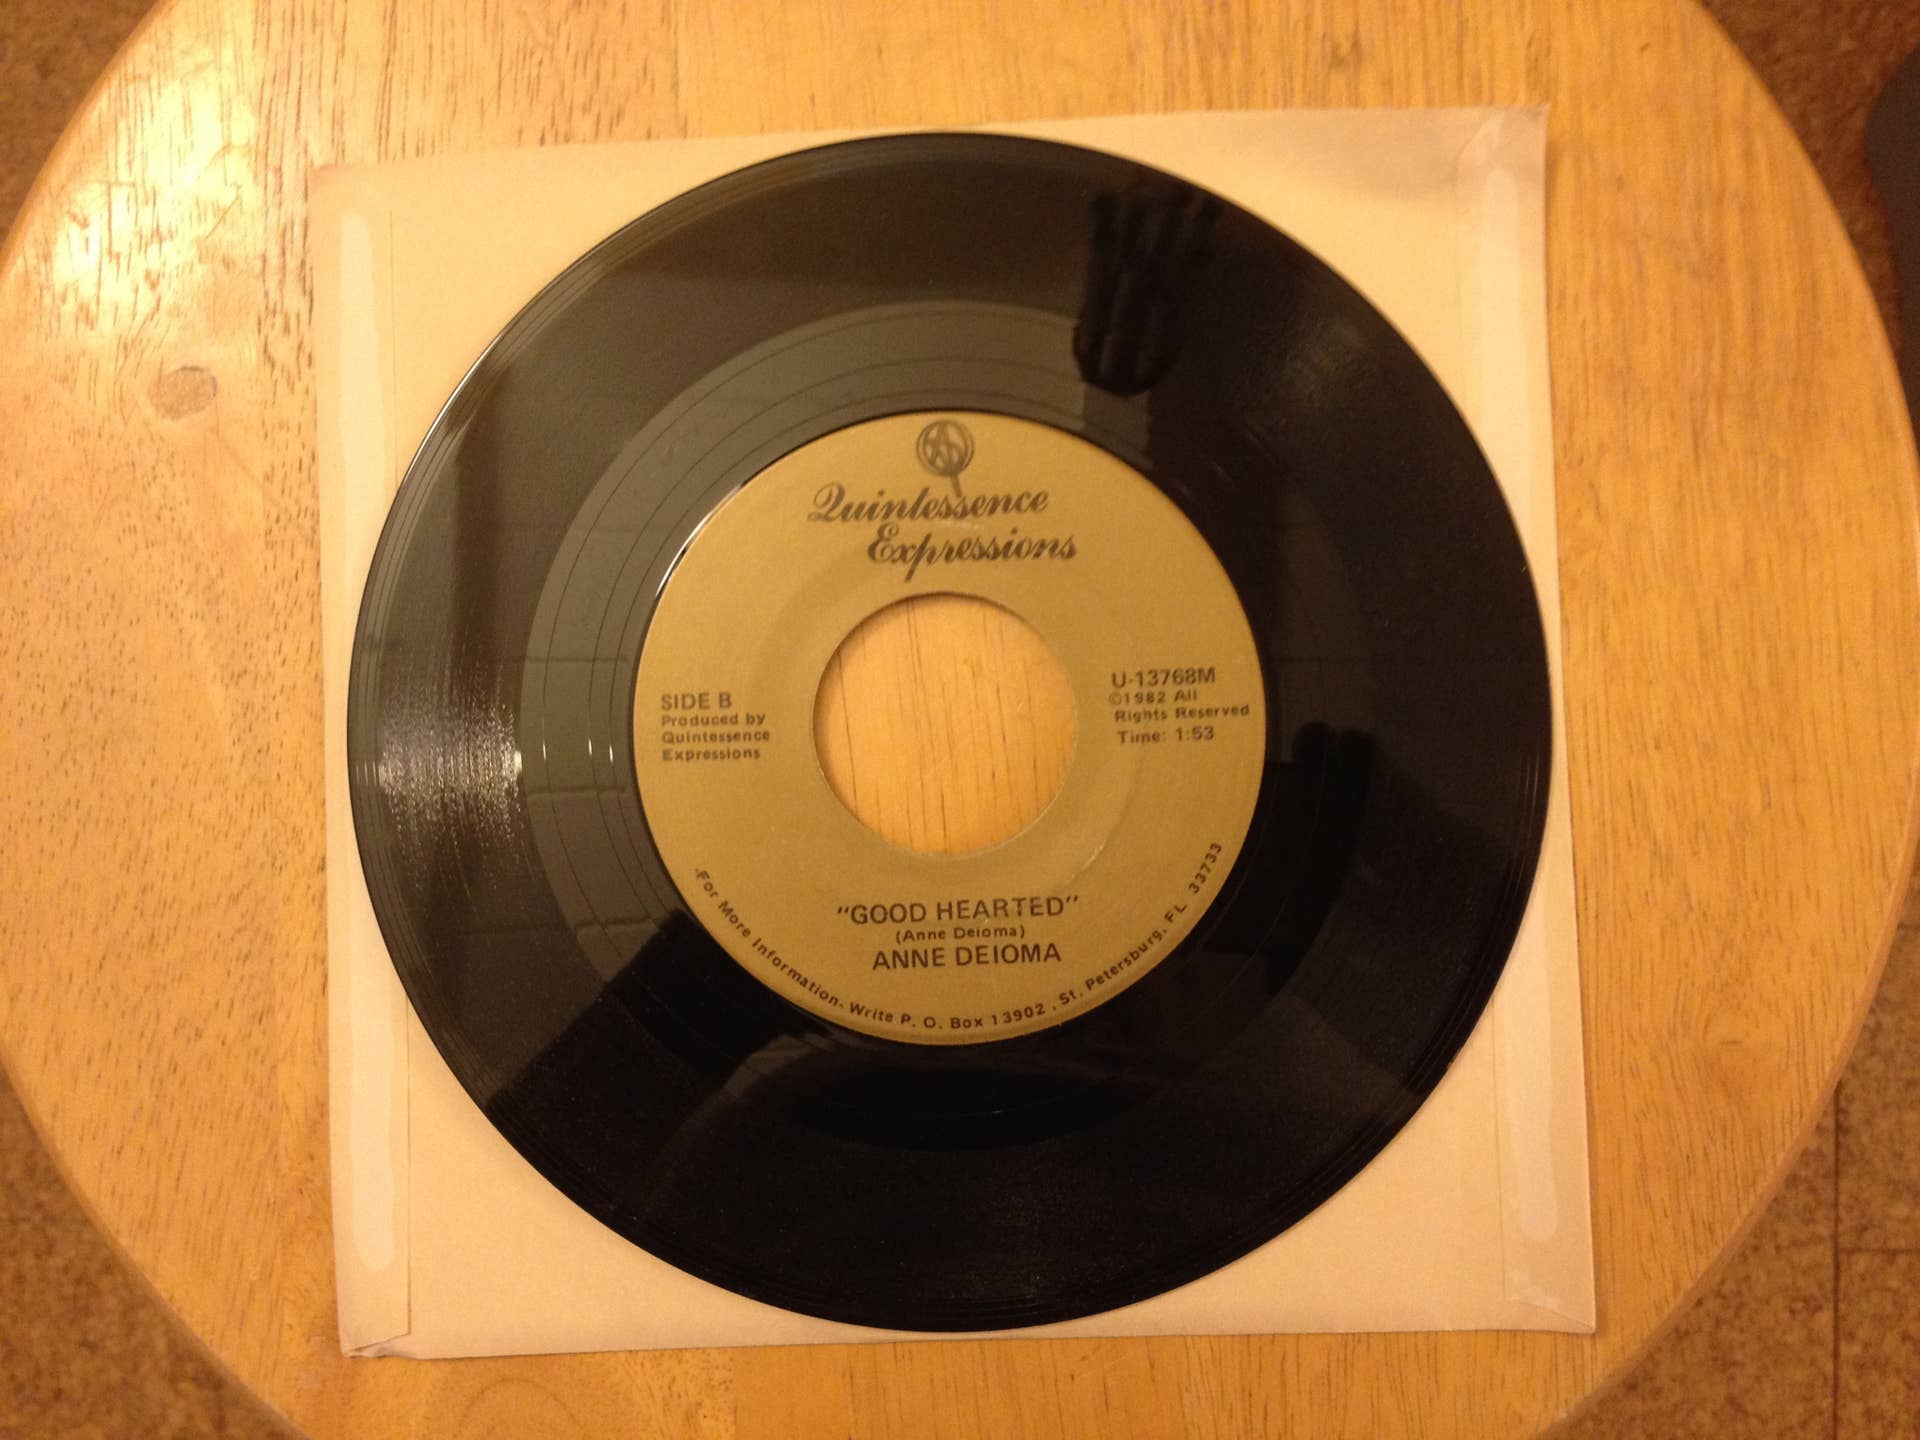 Quintessence
Expressions
SIDE B
Produced by
Quintessence
Expressions
U-13768M
©1982 All
Rights Reserved
Time: 1:53
"GOOD HEARTED"
(Anne Deioma)
ANNE DEIOMA
-For More Information- Write P. O. Box 13902 . St. Petersburg, FL 33733